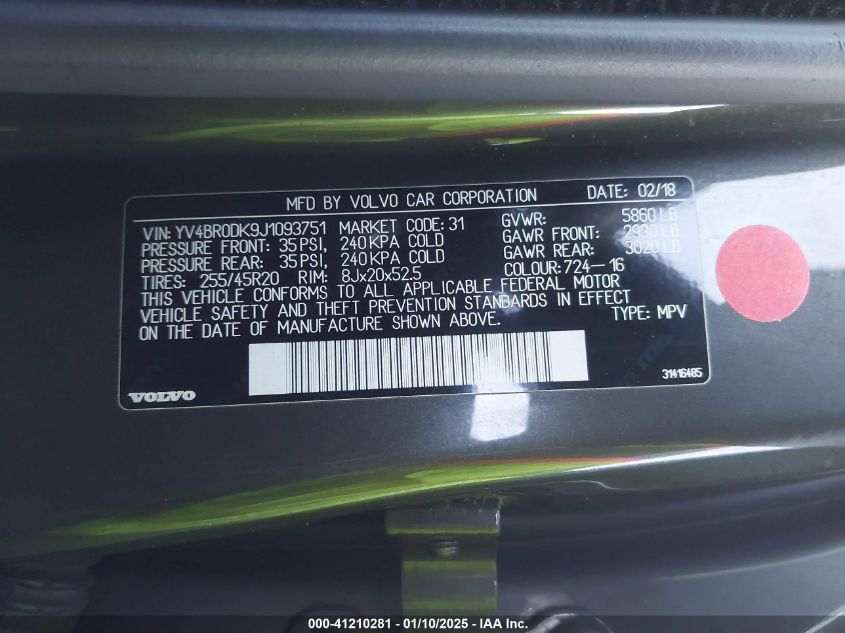 MFD BY VOLVO CAR CORPORATION DATE: 02/18
VIN: YV4BR0DK9J1093751 MARKET CODE: 31 GVWR: 5860 LB
PRESSURE FRONT: 35 PSI, 240 KPA COLD GAWR FRONT: 2930 LB
PRESSURE REAR: 35 PSI, 240 KPA COLD GAWR REAR: 3020 LB
TIRES: 255/45R20 RIM: 8Jx20x52.5 COLOUR: 724-16
THIS VEHICLE CONFORMS TO ALL APPLICABLE FEDERAL MOTOR
VEHICLE SAFETY AND THEFT PREVENTION STANDARDS IN EFFECT
ON THE DATE OF MANUFACTURE SHOWN ABOVE. TYPE: MPV
VOLVO 31416485
000-41210281 - 01/10/2025 - IAA Inc.